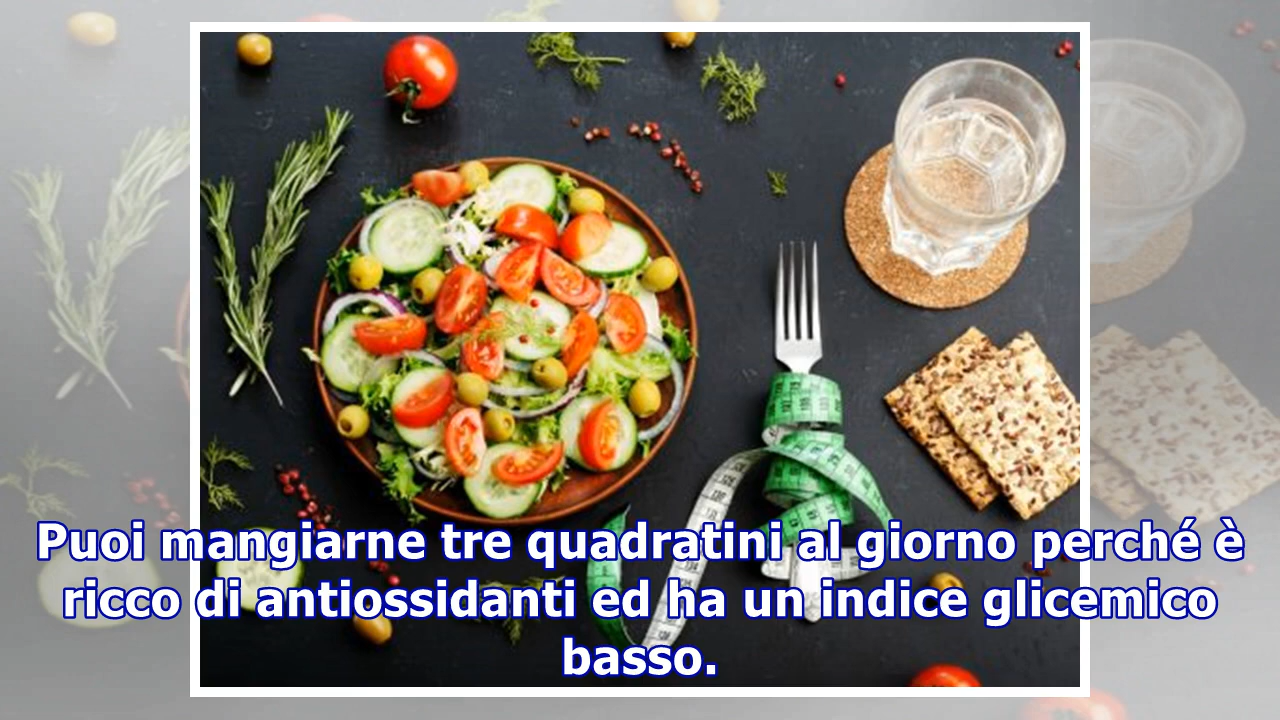 Puoi mangiarne tre quadratini al giorno perché è
ricco di antiossidanti ed ha un indice glicemico
basso.